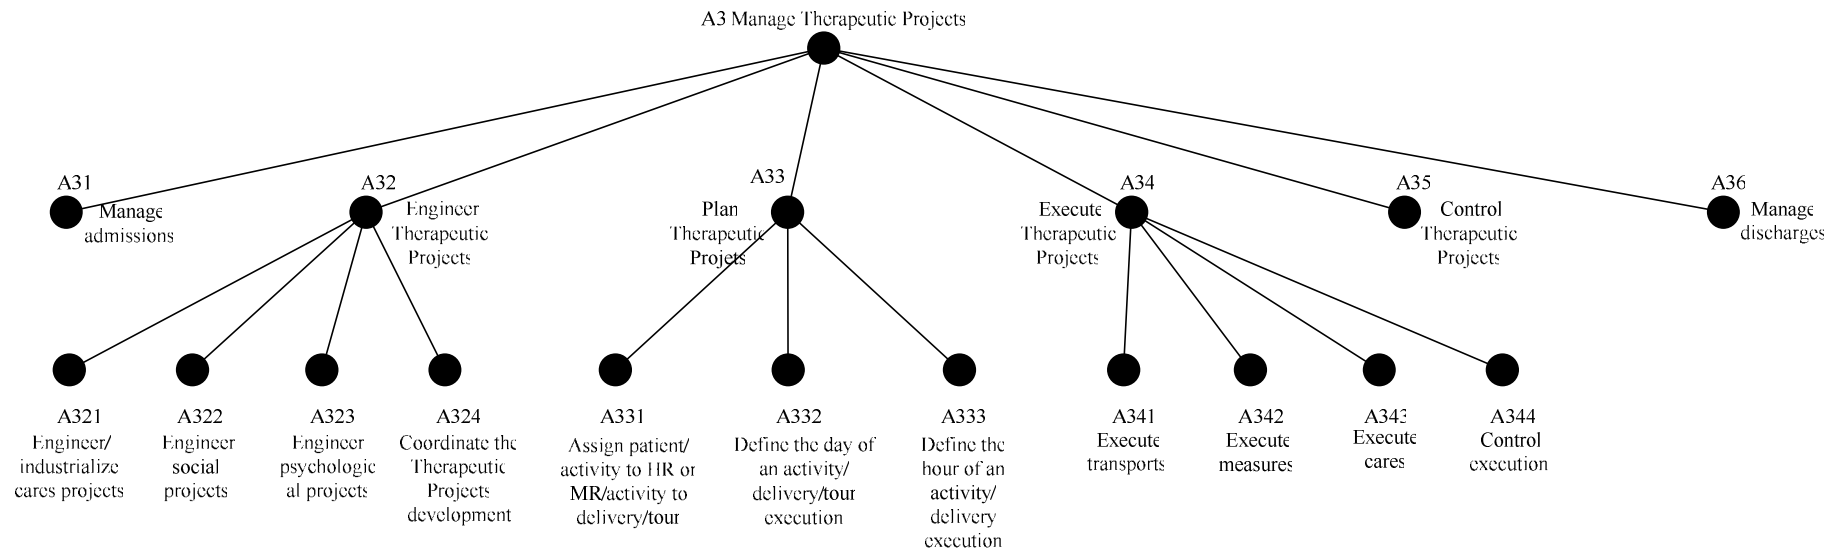 A3 Manage Therapeutic Projects
A31
Manage
admissions
A32
Engineer
Therapeutic
Projects
A33
Plan
Therapeutic
Projets
A34
Execute
Therapeutic
Projects
A35
Control
Therapeutic
Projects
A36
Manage
discharges
A321
Engineer/
industrialize
cares projects
A322
Engineer
social
projects
A323
Engineer
psychologic
al projects
A324
Coordinate the
Therapeutic
Projects
development
A331
Assign patient/
activity to HR or
MR/activity to
delivery/tour
A332
Define the day of
an activity/
delivery/tour
execution
A333
Define the
hour of an
activity/
delivery
execution
A341
Execute
transports
A342
Execute
measures
A343
Execute
cares
A344
Control
execution